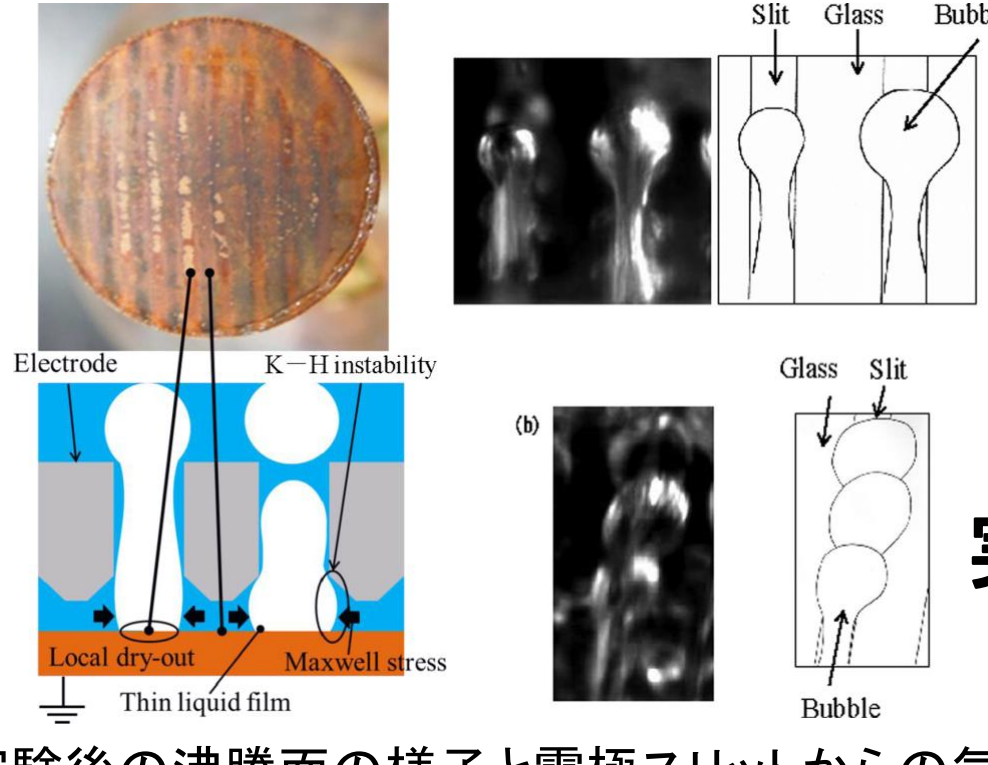 Slit Glass
Electrode
K－H instability
Glass Slit
(b)
Local dry-out
Maxwell stress
Thin liquid film
Bubble
験後の沸騰面の様子と電極スリットからの気